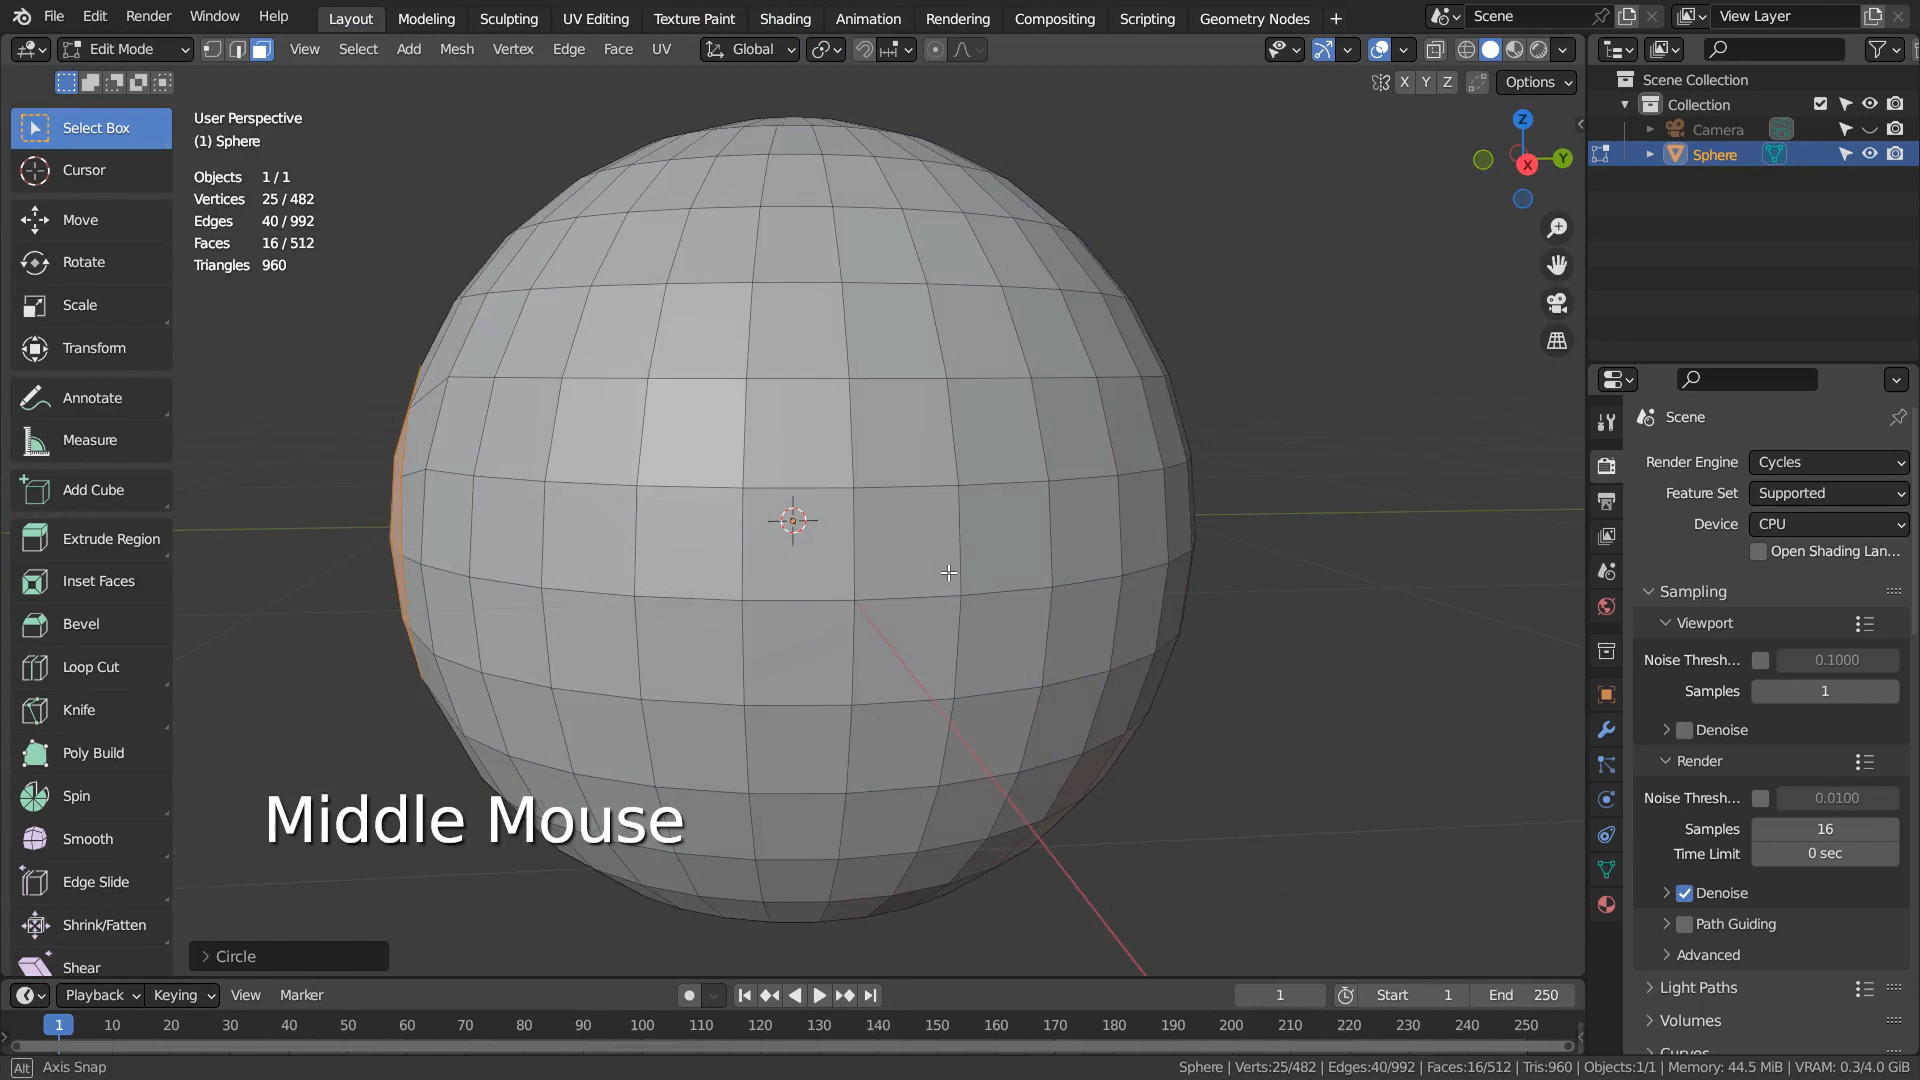 File Edit Render Window Help Layout Modeling Sculpting UV Editing Texture Paint Shading Animation Rendering Compositing Scripting Geometry Nodes + Scene View Layer
Edit Mode View Select Add Mesh Vertex Edge Face UV Global
X Y Z Options
Select Box
Cursor
Move
Rotate
Scale
Transform
Annotate
Measure
Add Cube
Extrude Region
Inset Faces
Bevel
Loop Cut
Knife
Poly Build
Spin
Smooth
Edge Slide
Shrink/Fatten
Shear
User Perspective
(1) Sphere
Objects 1 / 1
Vertices 25 / 482
Edges 40 / 992
Faces 16 / 512
Triangles 960
Z
Y
X
Middle Mouse
Circle
Scene Collection
Collection
Camera
Sphere
Scene
Render Engine Cycles
Feature Set Supported
Device CPU
Open Shading Lan...
Sampling
Viewport
Noise Thresh... 0.1000
Samples 1
Denoise
Render
Noise Thresh... 0.0100
Samples 16
Time Limit 0 sec
Denoise
Path Guiding
Advanced
Light Paths
Volumes
Curves
Playback Keying View Marker 1 Start 1 End 250
1 10 20 30 40 50 60 70 80 90 100 110 120 130 140 150 160 170 180 190 200 210 220 230 240 250
Alt Axis Snap
Sphere | Verts:25/482 | Edges:40/992 | Faces:16/512 | Tris:960 | Objects:1/1 | Memory: 44.5 MiB | VRAM: 0.3/4.0 GiB